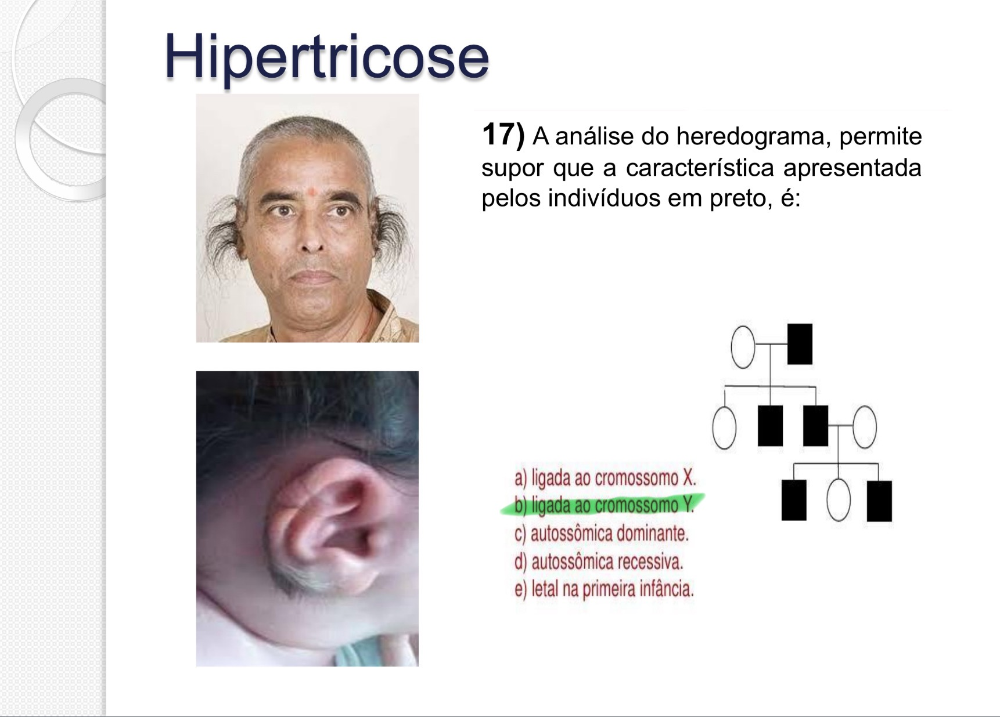 Hipertricose
17) A análise do heredograma, permite
supor que a característica apresentada
pelos indivíduos em preto, é:
a) ligada ao cromossomo X.
b) ligada ao cromossomo Y.
c) autossômica dominante.
d) autossômica recessiva.
e) letal na primeira infância.